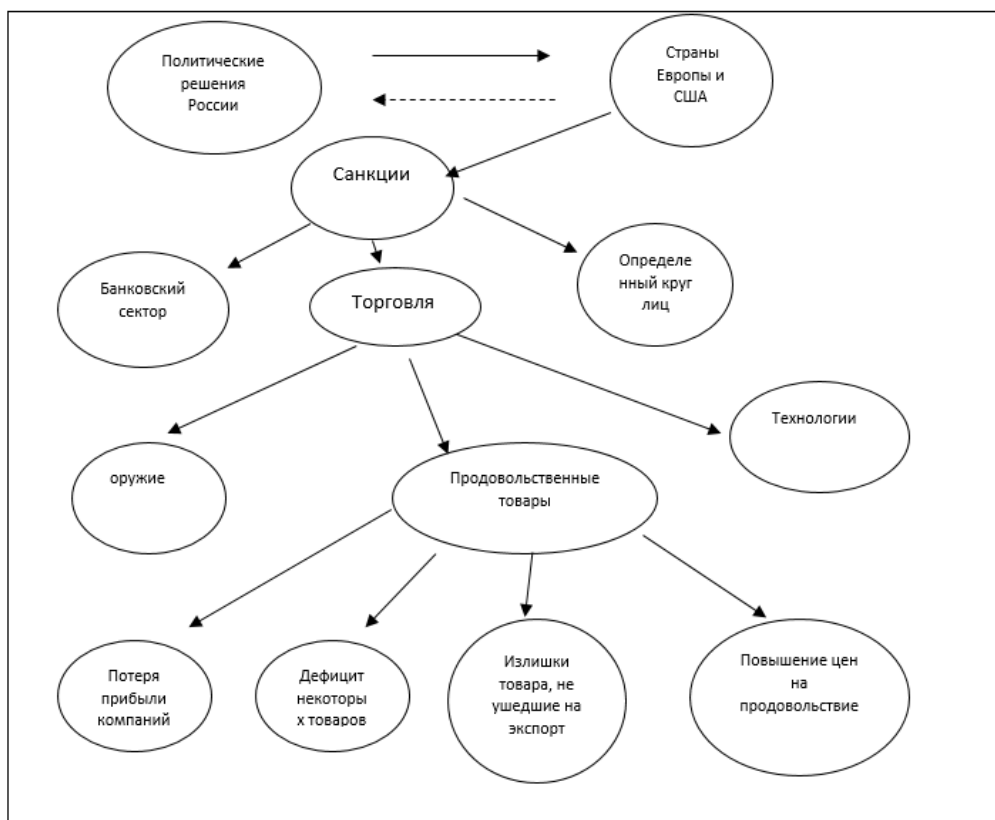 Политические
решения
России
Страны
Европы и
США
Санкции
Банковский
сектор
Торговля
Определе
нный круг
лиц
Технологии
оружие
Продовольственные
товары
Потеря
прибыли
компаний
Дефицит
некоторы
х товаров
Излишки
товара, не
ушедшие на
экспорт
Повышение цен
на
продовольствие